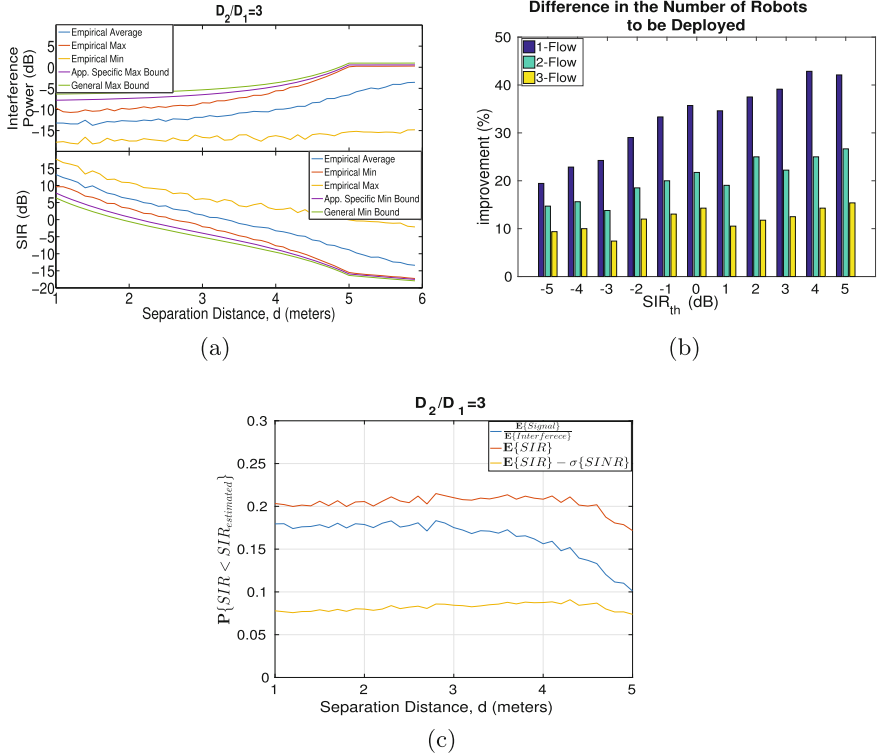 D2/D1=3
Empirical Average
Empirical Max
Empirical Min
App. Specific Max Bound
General Max Bound
Interference
Power (dB)
5
0
−5
−10
−15
Empirical Average
Empirical Min
Empirical Max
App. Specific Min Bound
General Min Bound
SIR (dB)
15
10
5
0
−5
−10
−15
−20
1 2 3 4 5 6
Separation Distance, d (meters)
(a)
Difference in the Number of Robots
to be Deployed
1-Flow
2-Flow
3-Flow
improvement (%)
50
40
30
20
10
0
-5 -4 -3 -2 -1 0 1 2 3 4 5
SIRth (dB)
(b)
D2/D1=3
E{Signal}
E{Interferece}
E{SIR}
E{SIR} − σ{SINR}
P{SIR < SIRestimated}
0.3
0.25
0.2
0.15
0.1
0.05
0
1 2 3 4 5
Separation Distance, d (meters)
(c)